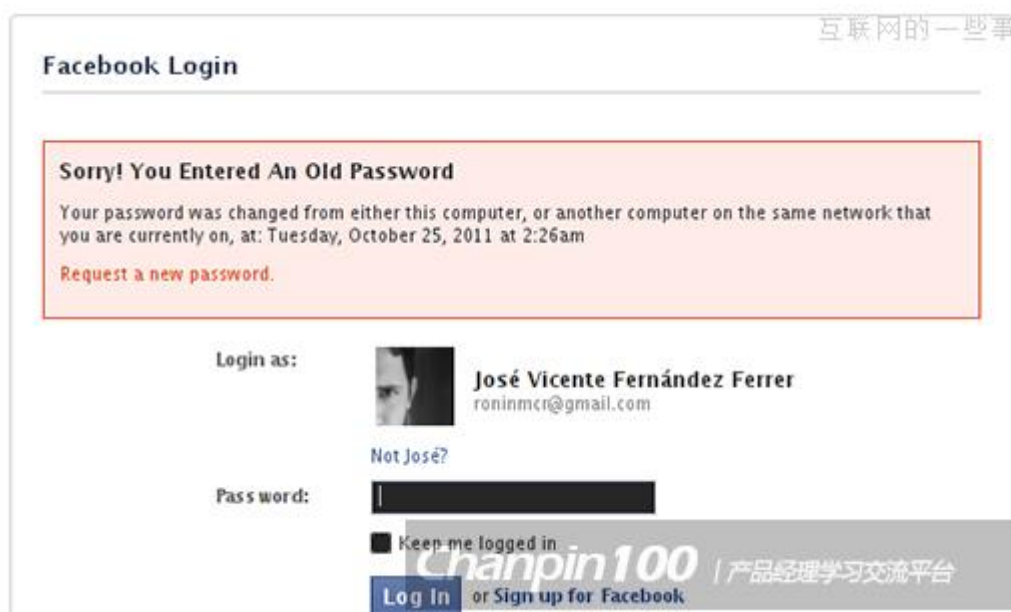 互联网的一些事
Facebook Login
Sorry! You Entered An Old Password
Your password was changed from either this computer, or another computer on the same network that
you are currently on, at: Tuesday, October 25, 2011 at 2:26am
Request a new password.
Login as:
José Vicente Fernández Ferrer
roninmcr@gmail.com
Not José?
Password:
Keep me logged in
Chanpin100 | 产品经理学习交流平台
Log In or Sign up for Facebook